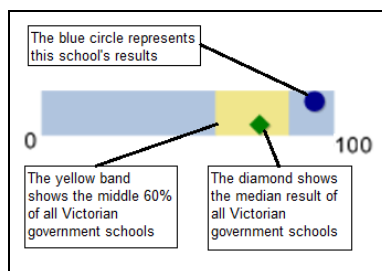 The blue circle represents
this school's results
0
100
The yellow band
shows the middle 60%
of all Victorian
government schools
The diamond shows
the median result of
all Victorian
government schools